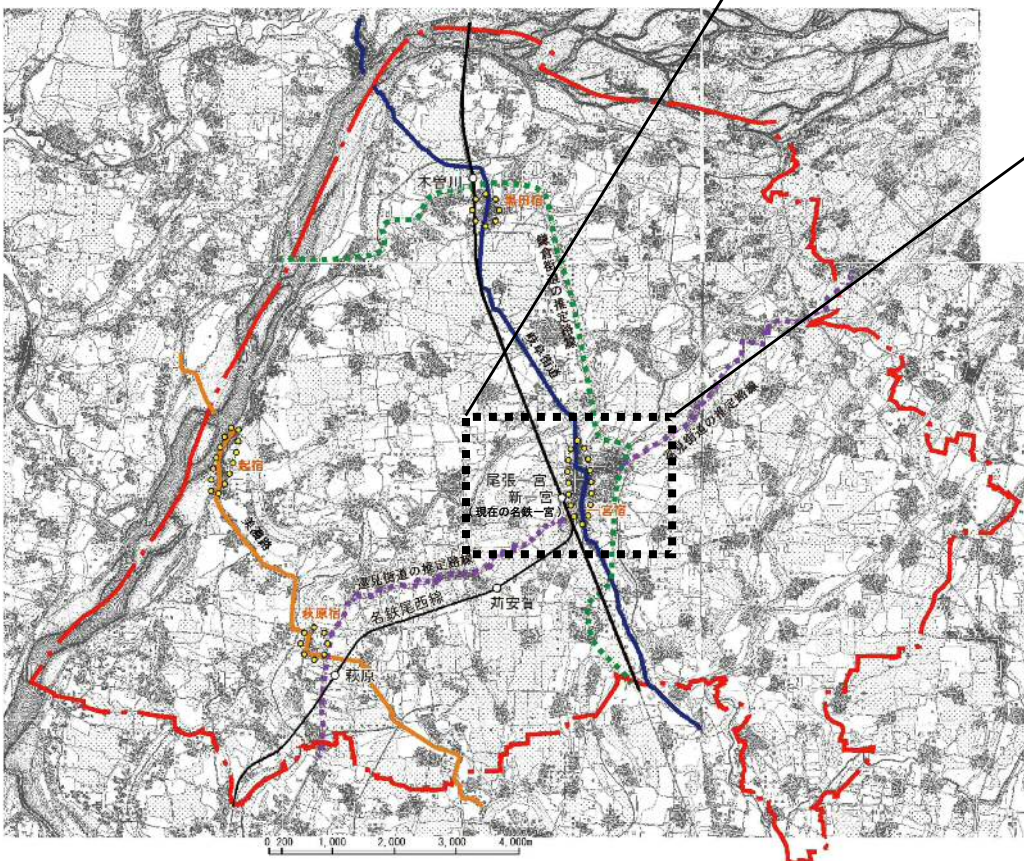 木曽川
黒田宿
鎌倉街道の推定路線
岐阜街道
起宿
美濃路
尾張一宮
新一宮
(現在の名鉄一宮)
一宮宿
街道の推定路線
街道の推定路線
名鉄尾西線
苅安賀
萩原宿
萩原
0 200 1,000 2,000 3,000 4,000m